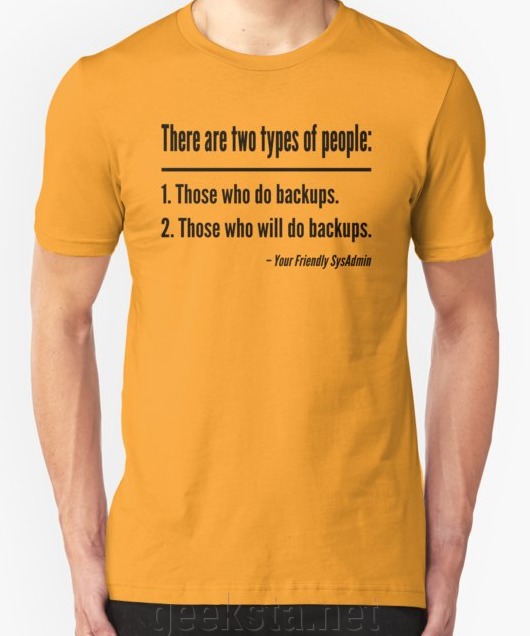 There are two types of people:
1. Those who do backups.
2. Those who will do backups.
– Your Friendly SysAdmin
geeksta.net